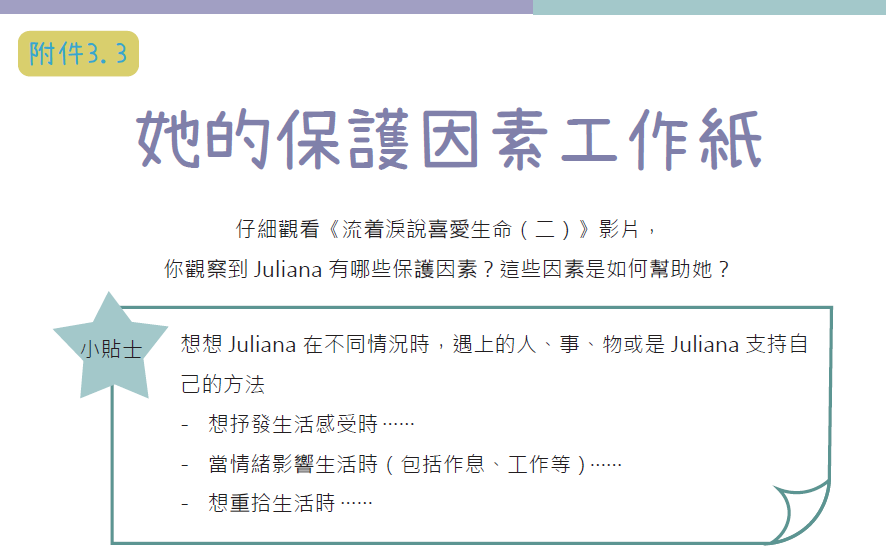 附件3.3
她的保護因素工作紙
仔細觀看《流着淚說喜愛生命（二）》影片，
你觀察到 Juliana 有哪些保護因素？這些因素是如何幫助她？
小貼士
想想 Juliana 在不同情況時，遇上的人、事、物或是 Juliana 支持自
己的方法
- 想抒發生活感受時……
- 當情緒影響生活時（包括作息、工作等）……
- 想重拾生活時……